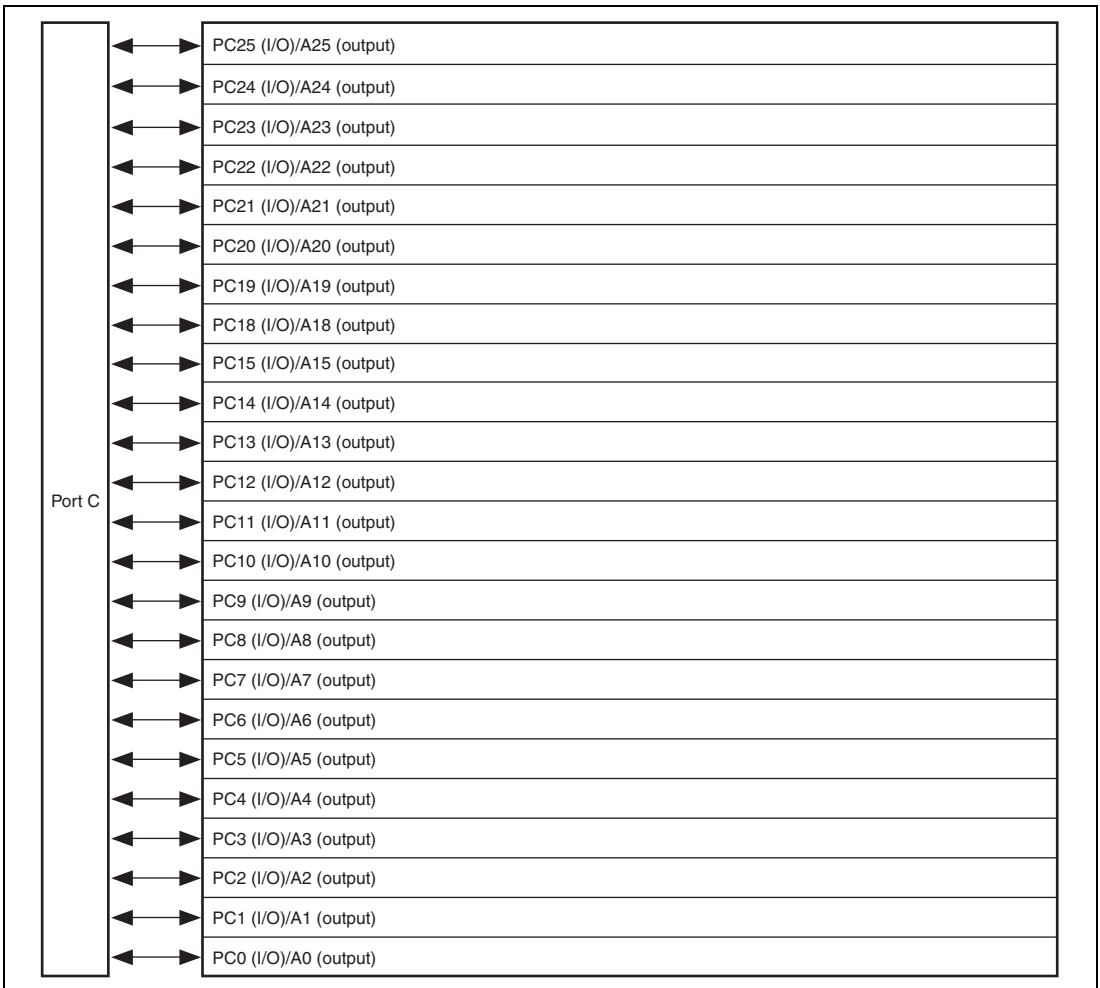 PC25 (I/O)/A25 (output)
PC24 (I/O)/A24 (output)
PC23 (I/O)/A23 (output)
PC22 (I/O)/A22 (output)
PC21 (I/O)/A21 (output)
PC20 (I/O)/A20 (output)
PC19 (I/O)/A19 (output)
PC18 (I/O)/A18 (output)
PC15 (I/O)/A15 (output)
PC14 (I/O)/A14 (output)
PC13 (I/O)/A13 (output)
PC12 (I/O)/A12 (output)
Port C
PC11 (I/O)/A11 (output)
PC10 (I/O)/A10 (output)
PC9 (I/O)/A9 (output)
PC8 (I/O)/A8 (output)
PC7 (I/O)/A7 (output)
PC6 (I/O)/A6 (output)
PC5 (I/O)/A5 (output)
PC4 (I/O)/A4 (output)
PC3 (I/O)/A3 (output)
PC2 (I/O)/A2 (output)
PC1 (I/O)/A1 (output)
PC0 (I/O)/A0 (output)